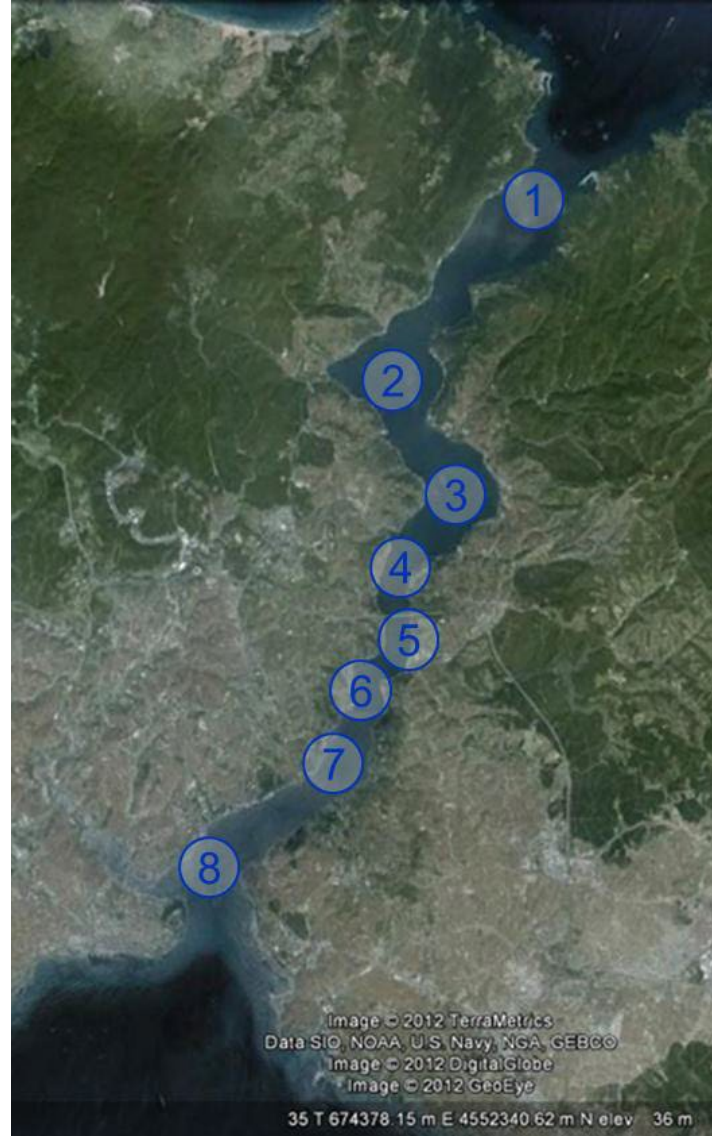 1
2
3
4
5
6
7
8
Image © 2012 TerraMetrics
Data SIO, NOAA, U.S. Navy, NGA, GEBCO
Image © 2012 DigitalGlobe
Image © 2012 GeoEye
35 T 674378.15 m E 4552340.62 m N elev 36 m